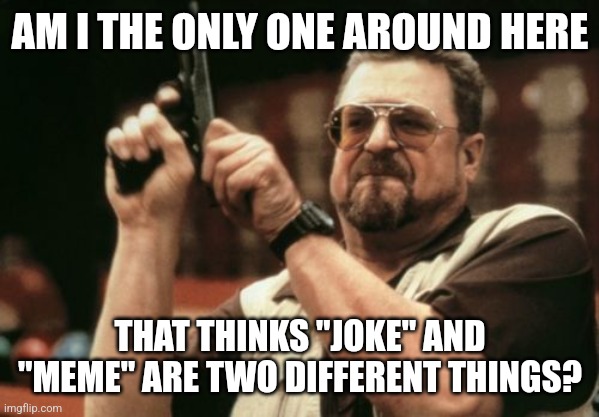 AM I THE ONLY ONE AROUND HERE
THAT THINKS "JOKE" AND
"MEME" ARE TWO DIFFERENT THINGS?
imgflip.com